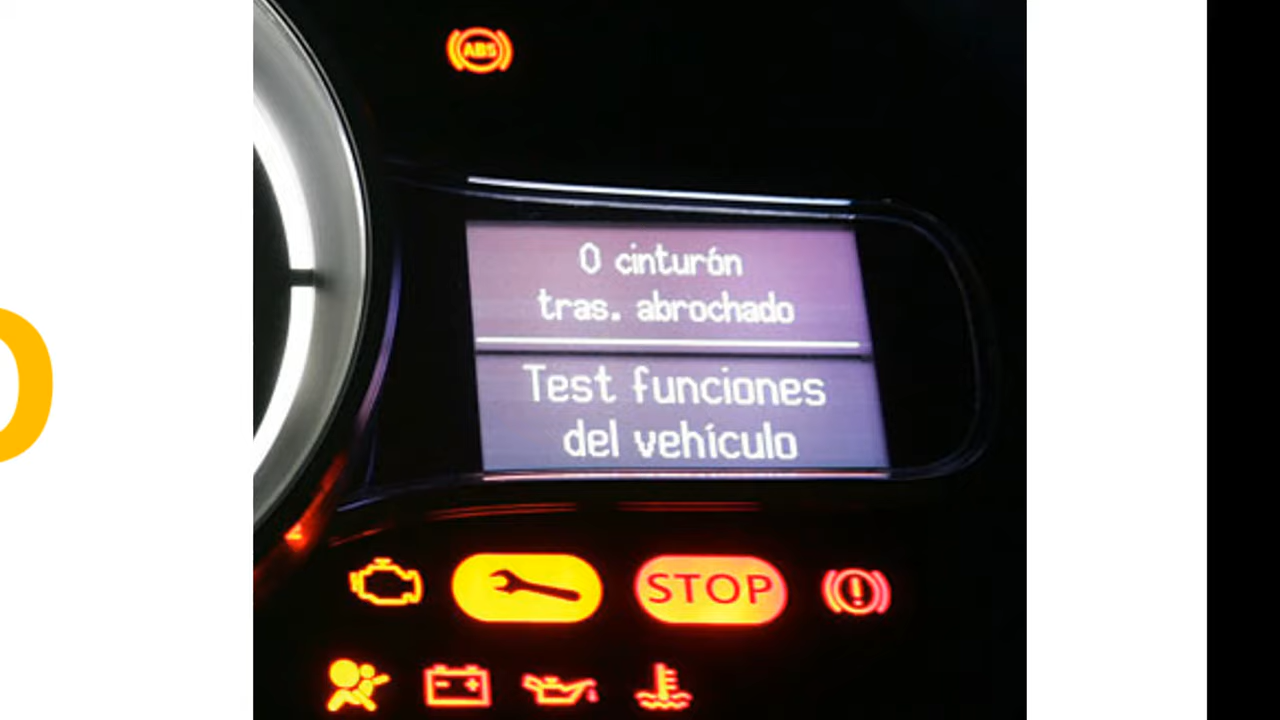 ABS
0 cinturón
tras. abrochado
Test funciones
del vehículo
STOP